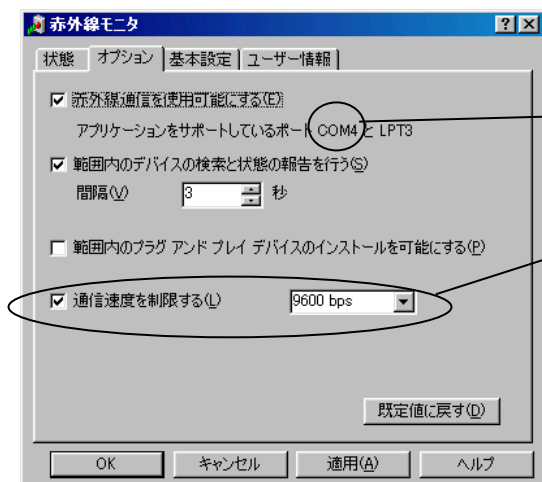 赤外線モニタ
状態 オプション 基本設定 ユーザー情報
赤外線通信を使用可能にする(E)
アプリケーションをサポートしているポート COM4 と LPT3
範囲内のデバイスの検索と状態の報告を行う(S)
間隔(V) 3 秒
範囲内のプラグ アンド プレイ デバイスのインストールを可能にする(P)
通信速度を制限する(L) 9600 bps
既定値に戻す(D)
OK キャンセル 適用(A) ヘルプ